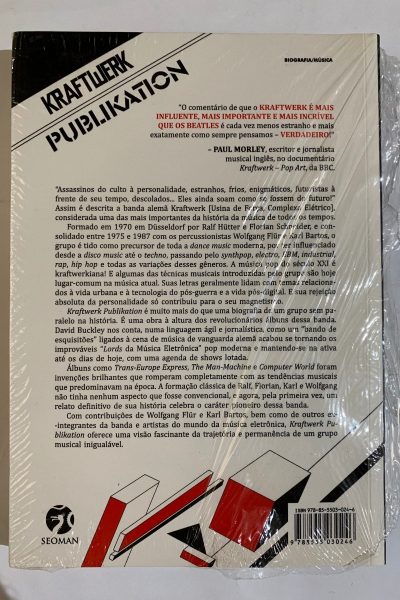 BIOGRAFIA/MÚSICA
KRAFTWERK
PUBLIKATION
"O comentário de que o KRAFTWERK É MAIS
INFLUENTE, MAIS IMPORTANTE E MAIS INCRÍVEL
QUE OS BEATLES é cada vez menos estranho e mais
exatamente como sempre pensamos – VERDADEIRO!"
– PAUL MORLEY, escritor e jornalista
musical inglês, no documentário
Kraftwerk – Pop Art, da BBC.
"Assassinos do culto à personalidade, estranhos, frios, enigmáticos, futuristas à
frente de seu tempo, descolados... Eles ainda soam como se fossem do futuro!"
Assim é descrita a banda alemã Kraftwerk [Usina de Força, Complexo Elétrico],
considerada uma das mais importantes da história da música de todos os tempos.
Formado em 1970 em Düsseldorf por Ralf Hütter e Florian Schneider, e con-
solidado entre 1975 e 1987 com os percussionistas Wolfgang Flür e Karl Bartos, o
grupo é tido como precursor de toda a dance music moderna, por ter influenciado
desde a disco music até o techno, passando pelo synthpop, electro, EBM, industrial,
rap, hip hop e todas as variações desses gêneros. A música pop do século XXI é
kraftwerkiana! E algumas das técnicas musicais introduzidas pelo grupo são hoje
lugar-comum na música atual. Suas letras geralmente lidam com temas relaciona-
dos à vida urbana e à tecnologia do pós-guerra e a vida pós-digital. E sua rejeição
absoluta da personalidade só contribuiu para o seu magnetismo.
Kraftwerk Publikation é muito mais do que uma biografia de um grupo sem pa-
ralelo na história. É uma obra à altura dos revolucionários álbuns dessa banda.
David Buckley nos conta, numa linguagem ágil e jornalística, como um "bando
de esquisitões" ligados à cena de música de vanguarda alemã acabou se tornando os
improváveis "Lords da Música Eletrônica" pop moderna e mantendo-se na ativa
até os dias de hoje, com uma agenda de shows lotada.
Álbuns como Trans-Europe Express, The Man-Machine e Computer World foram
invenções brilhantes que romperam completamente com as tendências musicais
que predominavam na época. A formação clássica de Ralf, Florian, Karl e Wolfgang
não tinha nenhum aspecto que fosse convencional, e agora, pela primeira vez, um
relato definitivo de sua história celebra o caráter pioneiro dessa banda.
Com contribuições de Wolfgang Flür e Karl Bartos, bem como de outros ex-
-integrantes da banda e artistas do mundo da música eletrônica, Kraftwerk Pu-
blikation oferece uma visão fascinante da trajetória e permanência de um grupo
musical inigualável.
SEOMAN
ISBN 978-85-5503-024-6
9 788555 030246